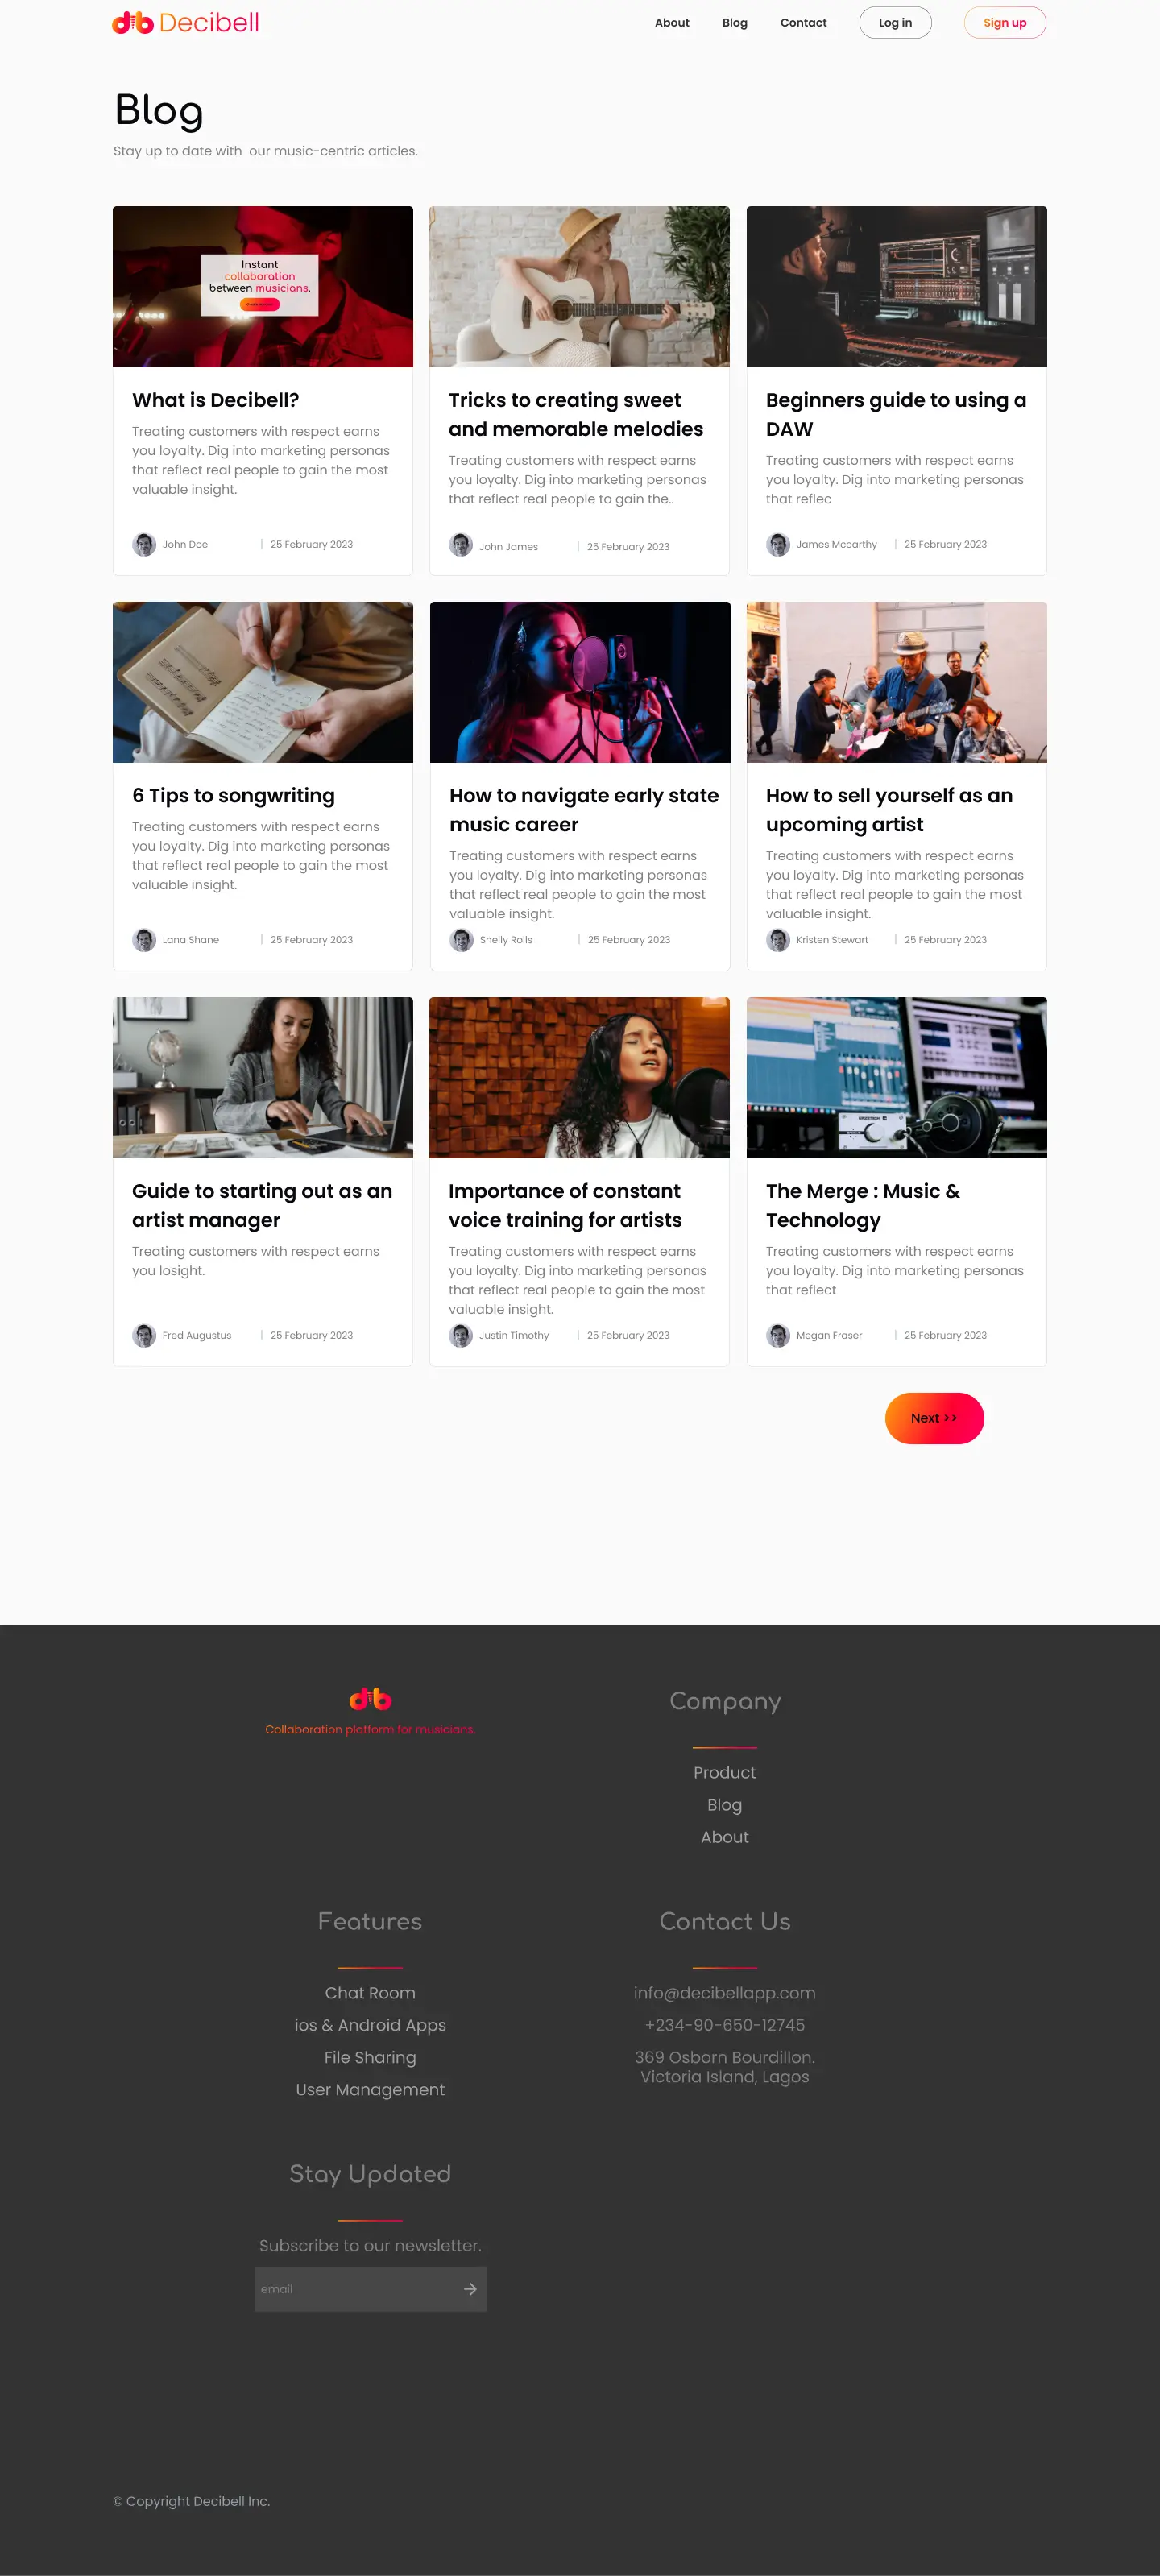 db Decibell
About
Blog
Contact
Log in
Sign up
Blog
Stay up to date with our music-centric articles.
Instant
collaboration
between musicians.
What is Decibell?
Treating customers with respect earns
you loyalty. Dig into marketing personas
that reflect real people to gain the most
valuable insight.
John Doe
| 25 February 2023
Tricks to creating sweet
and memorable melodies
Treating customers with respect earns
you loyalty. Dig into marketing personas
that reflect real people to gain the..
John James
| 25 February 2023
Beginners guide to using a
DAW
Treating customers with respect earns
you loyalty. Dig into marketing personas
that reflec
James Mccarthy
| 25 February 2023
6 Tips to songwriting
Treating customers with respect earns
you loyalty. Dig into marketing personas
that reflect real people to gain the most
valuable insight.
Lana Shane
| 25 February 2023
How to navigate early state
music career
Treating customers with respect earns
you loyalty. Dig into marketing personas
that reflect real people to gain the most
valuable insight.
Shelly Rolls
| 25 February 2023
How to sell yourself as an
upcoming artist
Treating customers with respect earns
you loyalty. Dig into marketing personas
that reflect real people to gain the most
valuable insight.
Kristen Stewart
| 25 February 2023
Guide to starting out as an
artist manager
Treating customers with respect earns
you losight.
Fred Augustus
| 25 February 2023
Importance of constant
voice training for artists
Treating customers with respect earns
you loyalty. Dig into marketing personas
that reflect real people to gain the most
valuable insight.
Justin Timothy
| 25 February 2023
The Merge : Music &
Technology
Treating customers with respect earns
you loyalty. Dig into marketing personas
that reflect
Megan Fraser
| 25 February 2023
Next >>
db
Collaboration platform for musicians.
Company
Product
Blog
About
Features
Chat Room
ios & Android Apps
File Sharing
User Management
Contact Us
info@decibellapp.com
+234-90-650-12745
369 Osborn Bourdillon.
Victoria Island, Lagos
Stay Updated
Subscribe to our newsletter.
email
© Copyright Decibell Inc.